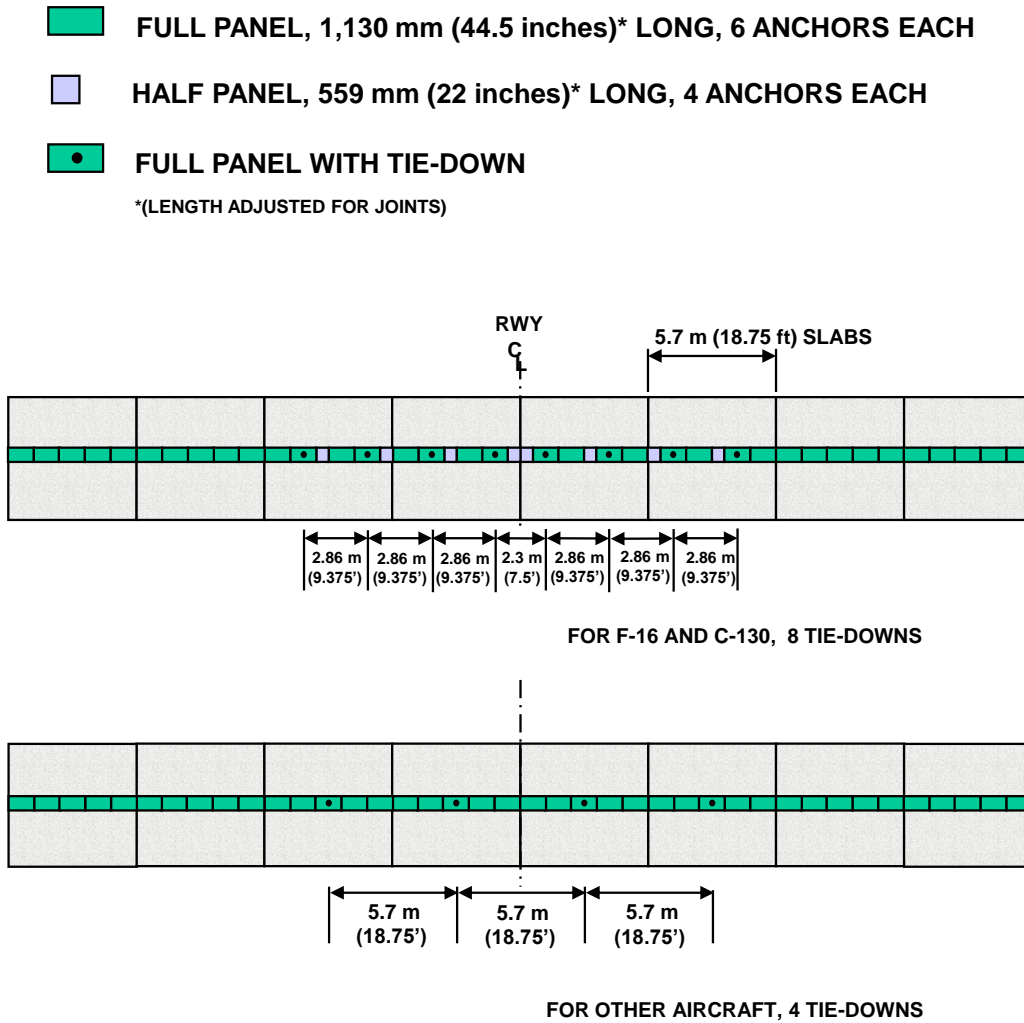 FULL PANEL, 1,130 mm (44.5 inches)* LONG, 6 ANCHORS EACH
HALF PANEL, 559 mm (22 inches)* LONG, 4 ANCHORS EACH
FULL PANEL WITH TIE-DOWN
*(LENGTH ADJUSTED FOR JOINTS)
RWY
C
L
5.7 m (18.75 ft) SLABS
2.86 m 2.86 m 2.86 m 2.3 m 2.86 m 2.86 m 2.86 m
(9.375’) (9.375’) (9.375’) (7.5’) (9.375’) (9.375’) (9.375’)
FOR F-16 AND C-130, 8 TIE-DOWNS
5.7 m 5.7 m 5.7 m
(18.75’) (18.75’) (18.75’)
FOR OTHER AIRCRAFT, 4 TIE-DOWNS